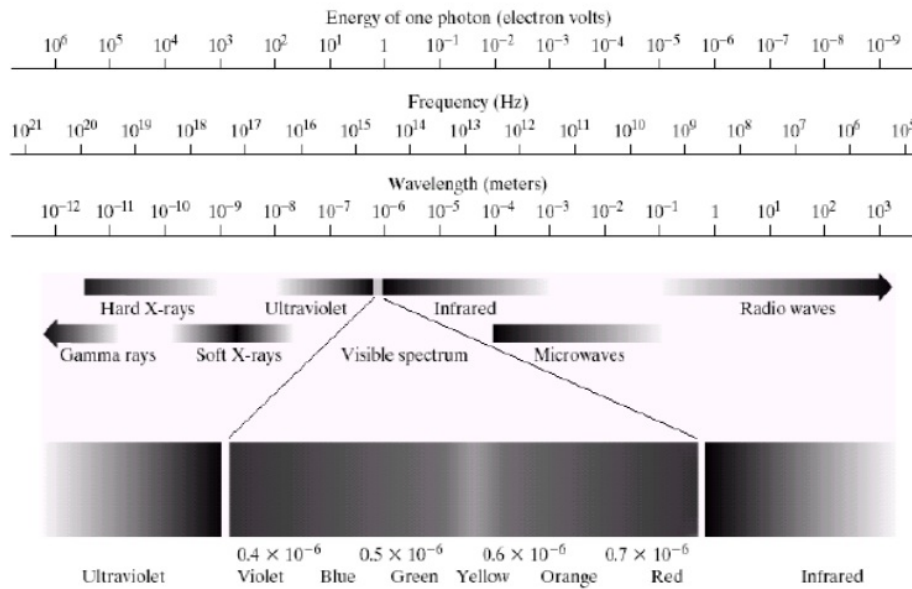 Energy of one photon (electron volts)
10⁶ 10⁵ 10⁴ 10³ 10² 10¹ 1 10⁻¹ 10⁻² 10⁻³ 10⁻⁴ 10⁻⁵ 10⁻⁶ 10⁻⁷ 10⁻⁸ 10⁻⁹
Frequency (Hz)
10²¹ 10²⁰ 10¹⁹ 10¹⁸ 10¹⁷ 10¹⁶ 10¹⁵ 10¹⁴ 10¹³ 10¹² 10¹¹ 10¹⁰ 10⁹ 10⁸ 10⁷ 10⁶
Wavelength (meters)
10⁻¹² 10⁻¹¹ 10⁻¹⁰ 10⁻⁹ 10⁻⁸ 10⁻⁷ 10⁻⁶ 10⁻⁵ 10⁻⁴ 10⁻³ 10⁻² 10⁻¹ 1 10¹ 10² 10³
Hard X-rays Ultraviolet Infrared Radio waves
Gamma rays Soft X-rays Visible spectrum Microwaves
0.4 × 10⁻⁶ 0.5 × 10⁻⁶ 0.6 × 10⁻⁶ 0.7 × 10⁻⁶
Ultraviolet Violet Blue Green Yellow Orange Red Infrared